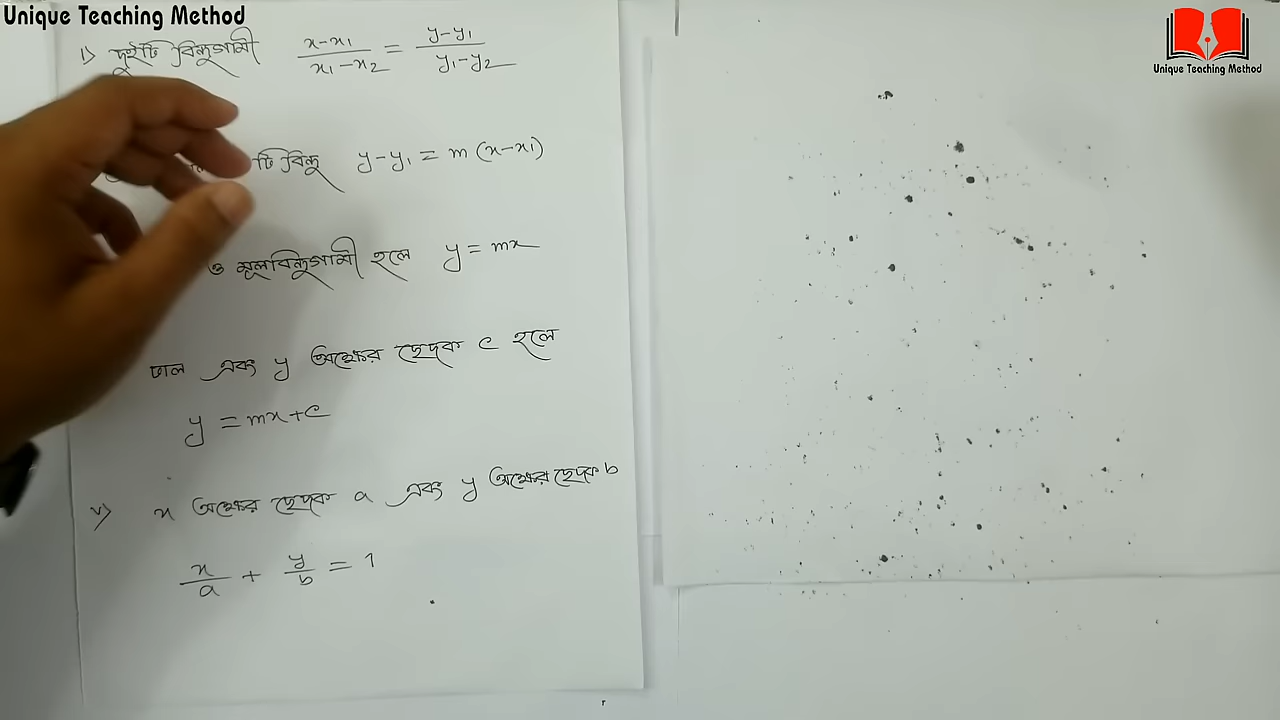 Unique Teaching Method
Unique Teaching Method
1) দুইটি বিন্দুগামী (x-x₁)/(x₁-x₂) = (y-y₁)/(y₁-y₂)
টি বিন্দু y-y₁ = m (x-x₁)
ও মূলবিন্দুগামী হলে y = mx
ঢাল এবং y অক্ষের ছেদক c হলে
y = mx+c
v) x অক্ষের ছেদক a এবং y অক্ষের ছেদক b
x/a + y/b = 1